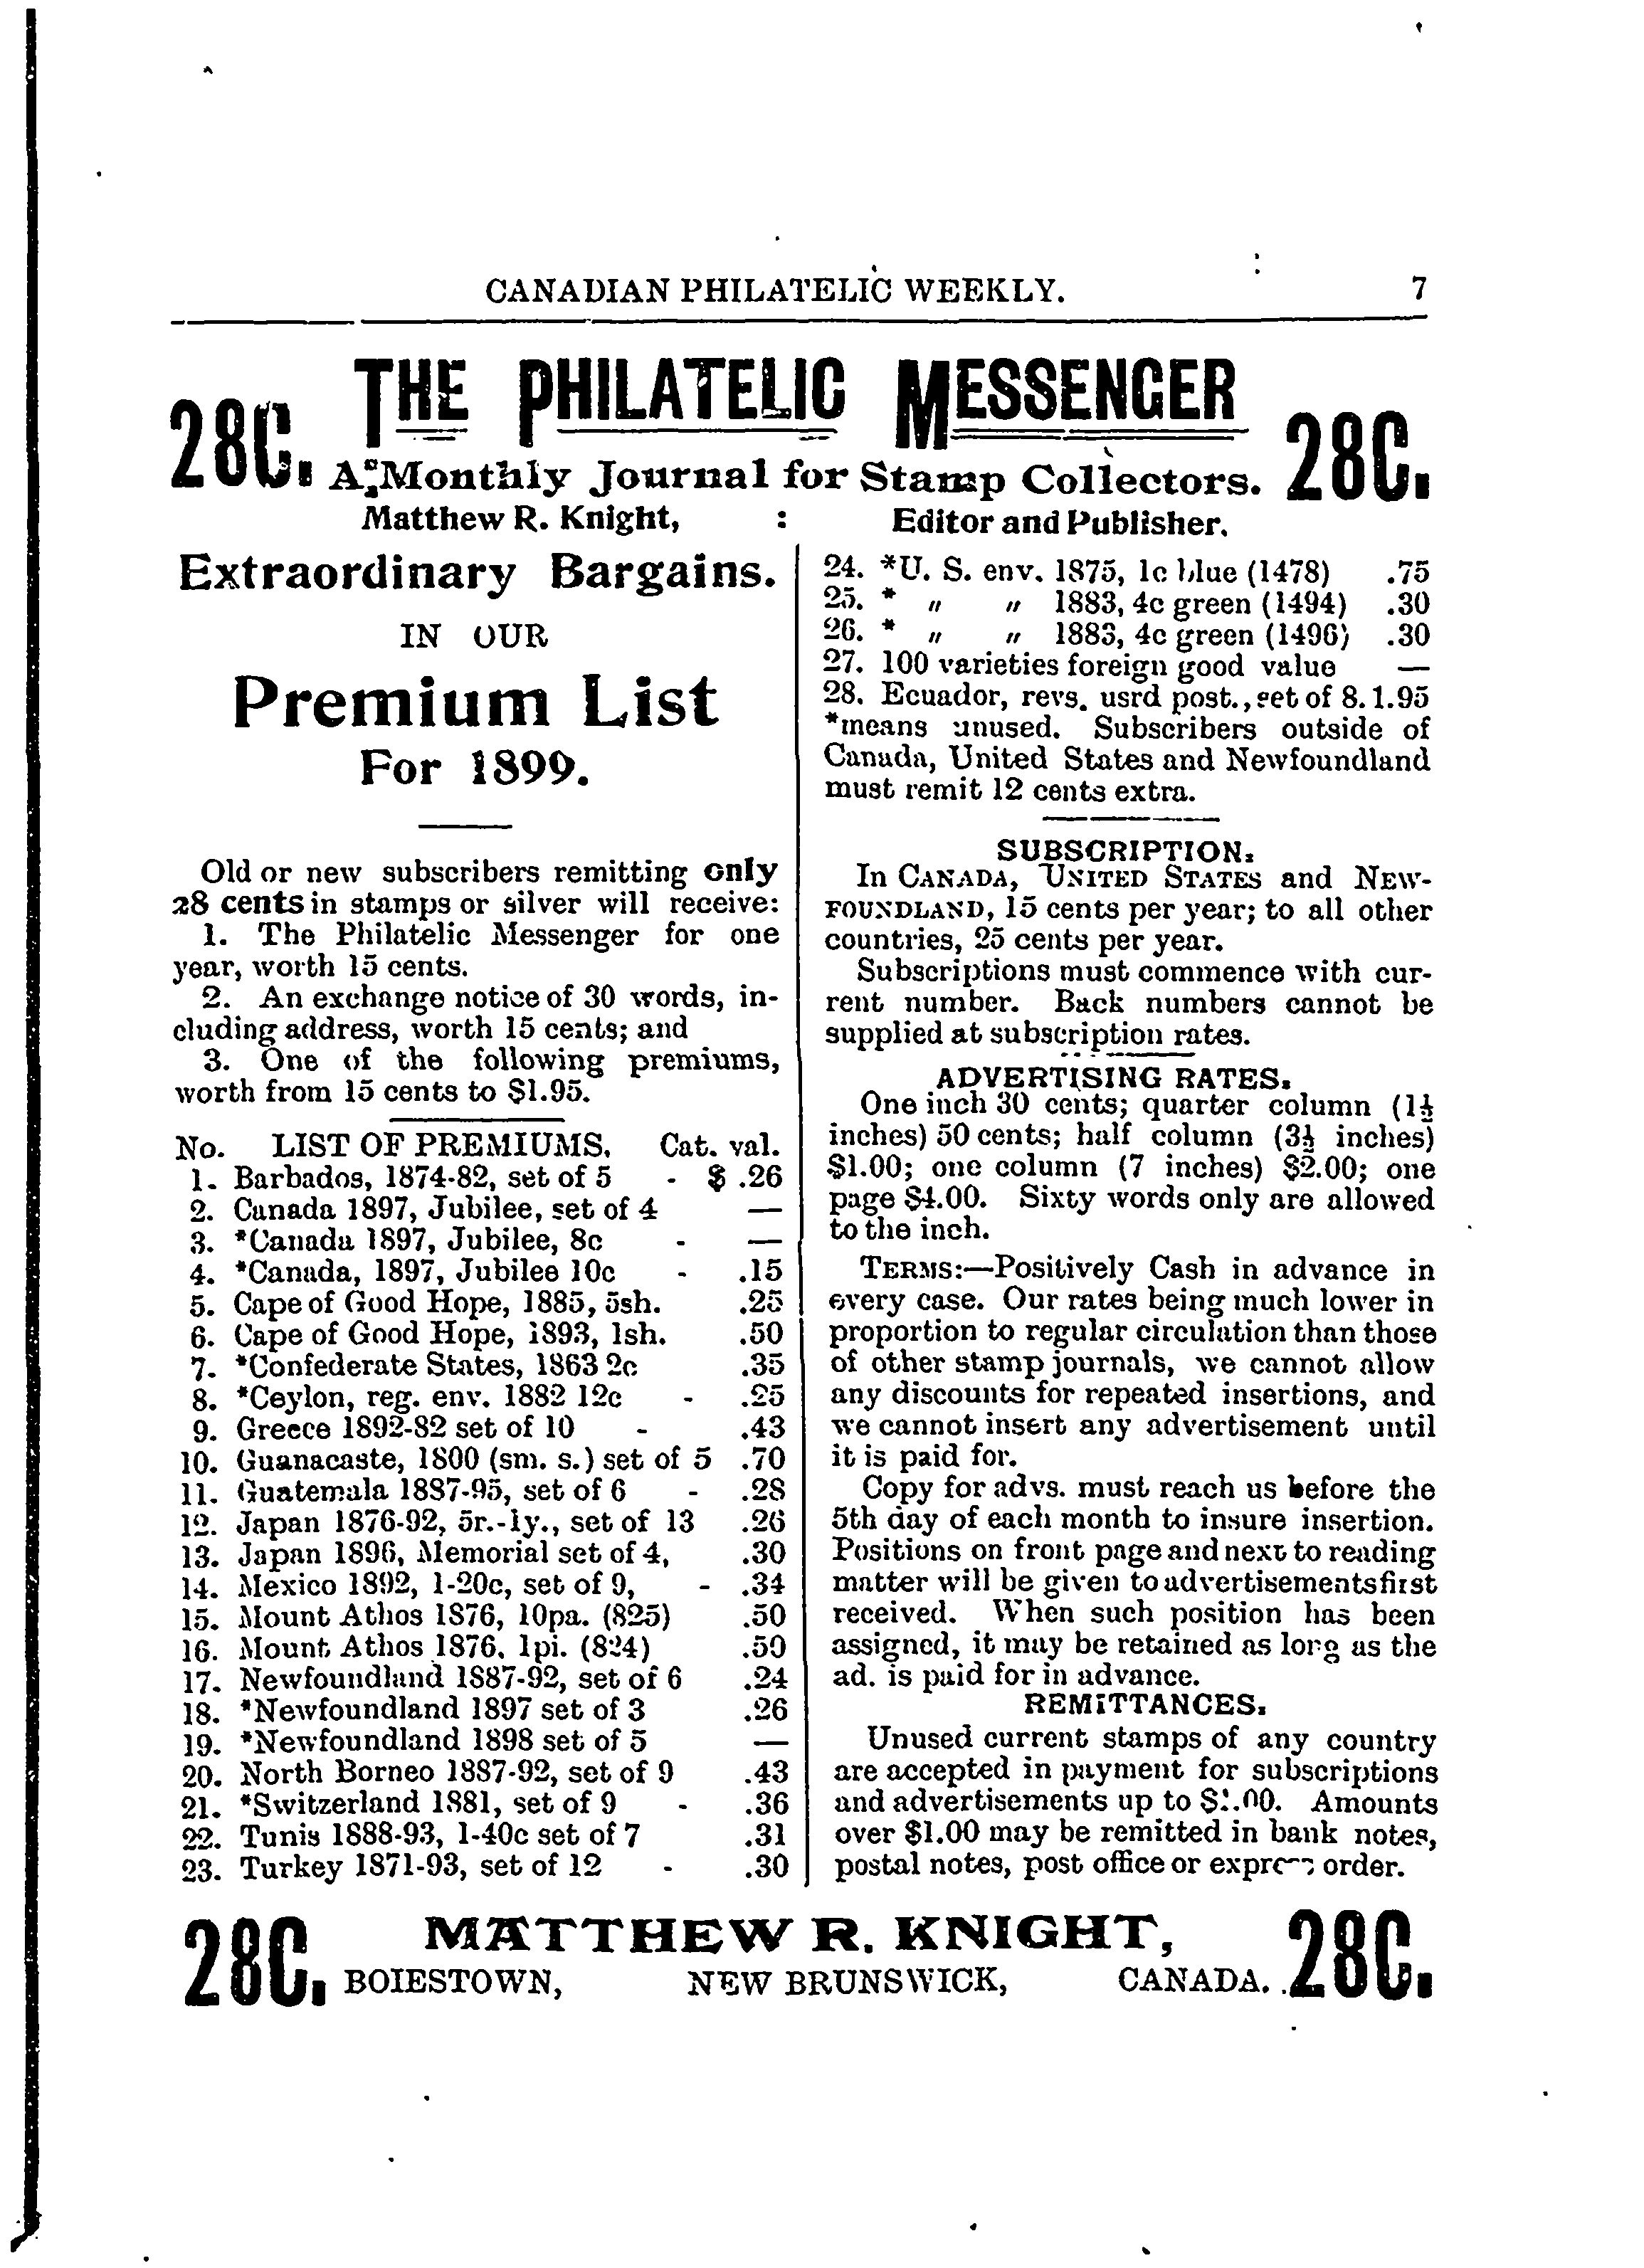 CANADIAN PHILATELIC WEEKLY. 7
28C. THE PHILATELIC MESSENGER 28C.
A Monthly Journal for Stamp Collectors.
Matthew R. Knight, : Editor and Publisher.
Extraordinary Bargains.
IN OUR
Premium List
For 1899.
Old or new subscribers remitting only
28 cents in stamps or silver will receive:
1. The Philatelic Messenger for one
year, worth 15 cents.
2. An exchange notice of 30 words, in-
cluding address, worth 15 cents; and
3. One of the following premiums,
worth from 15 cents to $1.95.
No. LIST OF PREMIUMS. Cat. val.
1. Barbados, 1874-82, set of 5 - $ .26
2. Canada 1897, Jubilee, set of 4 —
3. *Canada 1897, Jubilee, 8c - —
4. *Canada, 1897, Jubilee 10c - .15
5. Cape of Good Hope, 1885, 5sh. .25
6. Cape of Good Hope, 1893, 1sh. .50
7. *Confederate States, 1863 2c .35
8. *Ceylon, reg. env. 1882 12c - .25
9. Greece 1892-82 set of 10 - .43
10. Guanacaste, 1800 (sm. s.) set of 5 .70
11. Guatemala 1887-95, set of 6 - .28
12. Japan 1876-92, 5r.-1y., set of 13 .26
13. Japan 1896, Memorial set of 4, .30
14. Mexico 1892, 1-20c, set of 9, - .34
15. Mount Athos 1876, 10pa. (825) .50
16. Mount Athos 1876. 1pi. (824) .50
17. Newfoundland 1887-92, set of 6 .24
18. *Newfoundland 1897 set of 3 .26
19. *Newfoundland 1898 set of 5 —
20. North Borneo 1887-92, set of 9 .43
21. *Switzerland 1881, set of 9 - .36
22. Tunis 1888-93, 1-40c set of 7 .31
23. Turkey 1871-93, set of 12 - .30
24. *U. S. env. 1875, 1c blue (1478) .75
25. * " " 1883, 4c green (1494) .30
26. * " " 1883, 4c green (1496) .30
27. 100 varieties foreign good value —
28. Ecuador, revs. usrd post., set of 8. 1.95
*means unused. Subscribers outside of
Canada, United States and Newfoundland
must remit 12 cents extra.
SUBSCRIPTION.
In CANADA, UNITED STATES and NEW-
FOUNDLAND, 15 cents per year; to all other
countries, 25 cents per year.
Subscriptions must commence with cur-
rent number. Back numbers cannot be
supplied at subscription rates.
ADVERTISING RATES.
One inch 30 cents; quarter column (1½
inches) 50 cents; half column (3½ inches)
$1.00; one column (7 inches) $2.00; one
page $4.00. Sixty words only are allowed
to the inch.
TERMS:—Positively Cash in advance in
every case. Our rates being much lower in
proportion to regular circulation than those
of other stamp journals, we cannot allow
any discounts for repeated insertions, and
we cannot insert any advertisement until
it is paid for.
Copy for advs. must reach us before the
5th day of each month to insure insertion.
Positions on front page and next to reading
matter will be given to advertisements first
received. When such position has been
assigned, it may be retained as long as the
ad. is paid for in advance.
REMITTANCES.
Unused current stamps of any country
are accepted in payment for subscriptions
and advertisements up to $1.00. Amounts
over $1.00 may be remitted in bank notes,
postal notes, post office or express order.
28C. MATTHEW R. KNIGHT, 28C.
BOIESTOWN, NEW BRUNSWICK, CANADA.